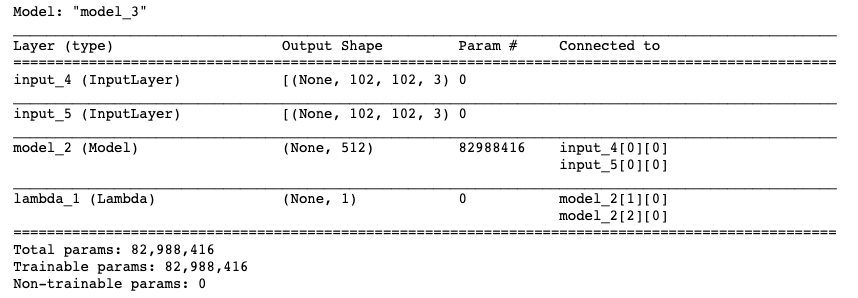 Model: "model_3"
Layer (type) Output Shape Param # Connected to
input_4 (InputLayer) [(None, 102, 102, 3) 0
input_5 (InputLayer) [(None, 102, 102, 3) 0
model_2 (Model) (None, 512) 82988416 input_4[0][0]
input_5[0][0]
lambda_1 (Lambda) (None, 1) 0 model_2[1][0]
model_2[2][0]
Total params: 82,988,416
Trainable params: 82,988,416
Non-trainable params: 0